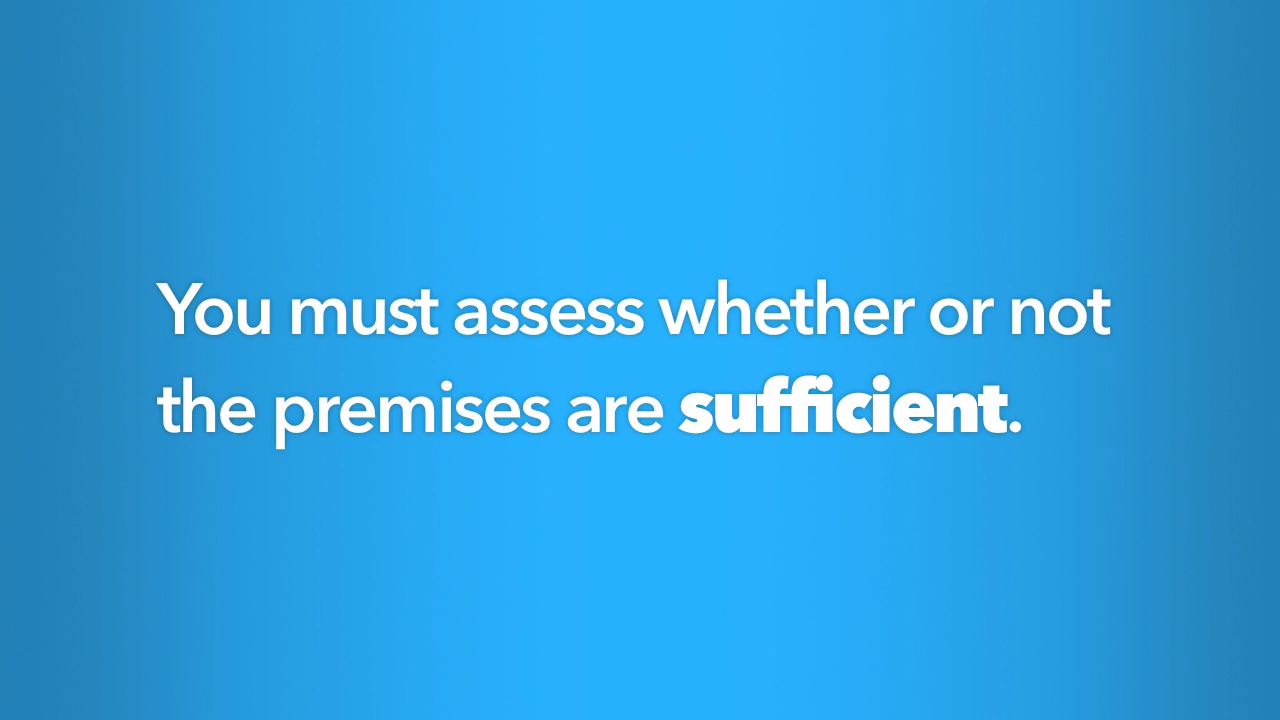 You must assess whether or not
the premises are sufficient.